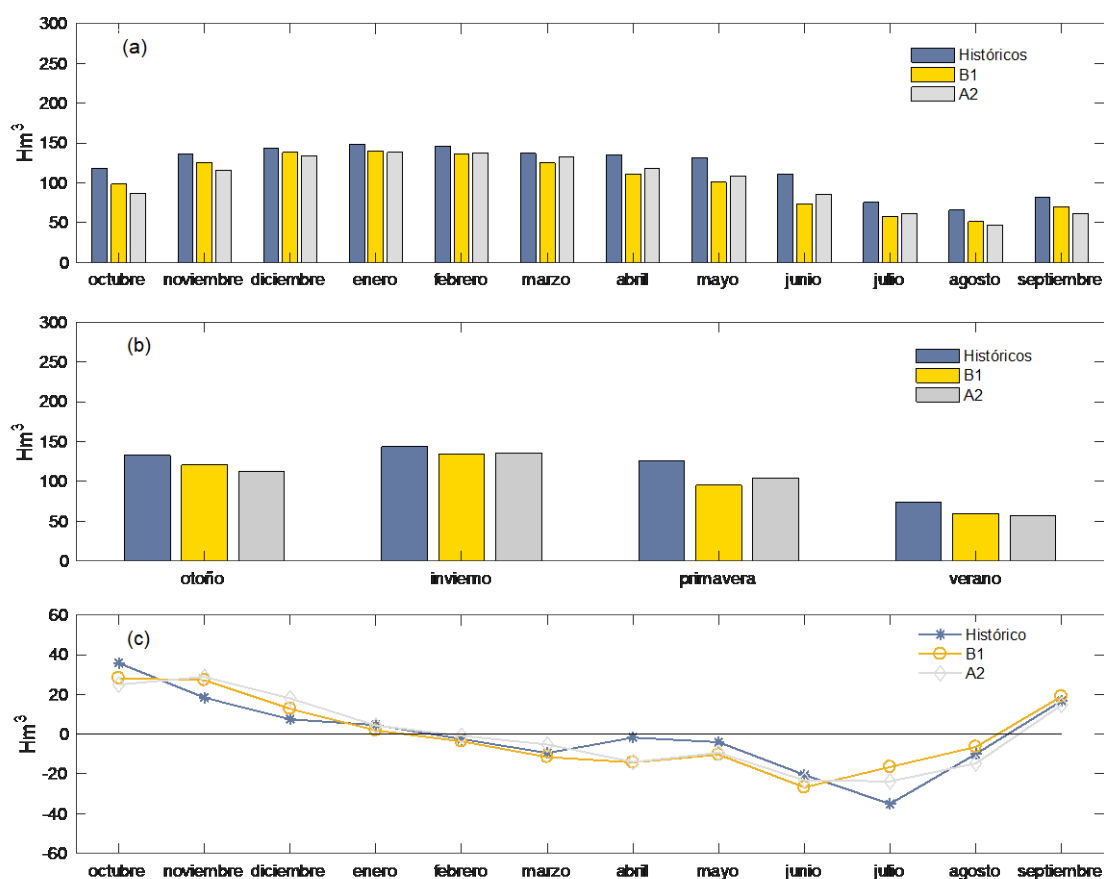 (a)
Históricos
B1
A2
300
250
200
150
100
50
0
Hm³
octubre noviembre diciembre enero febrero marzo abril mayo junio julio agosto septiembre
(b)
Históricos
B1
A2
300
250
200
150
100
50
0
Hm³
otoño invierno primavera verano
(c)
Histórico
B1
A2
60
40
20
0
-20
-40
-60
Hm³
octubre noviembre diciembre enero febrero marzo abril mayo junio julio agosto septiembre